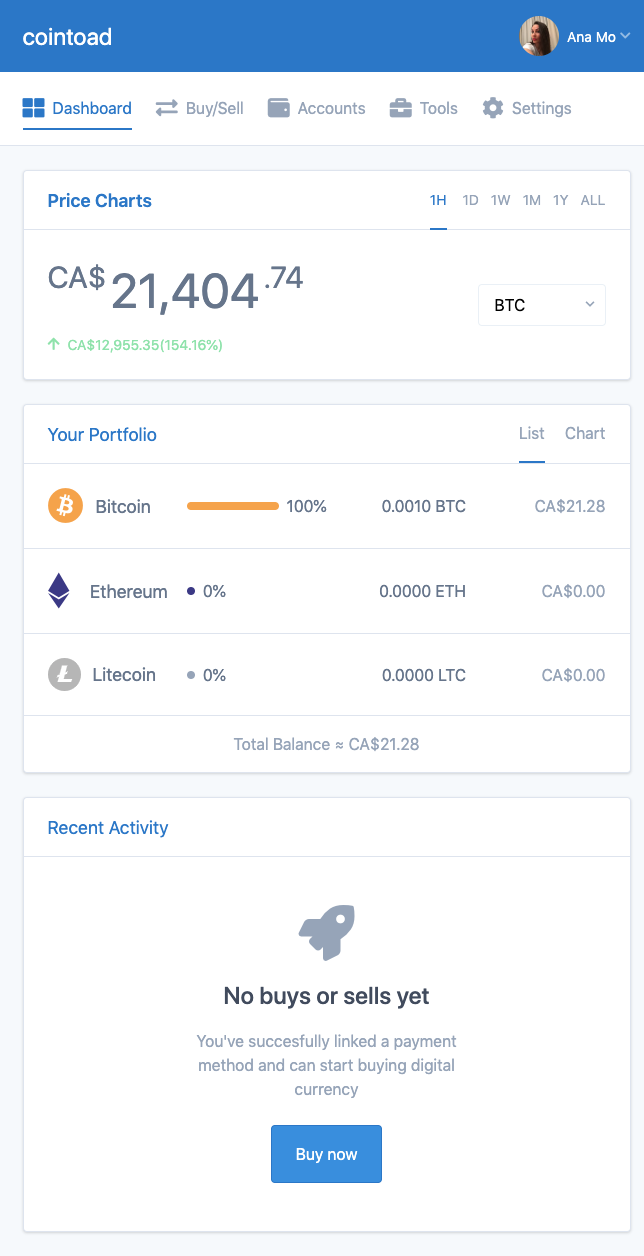 cointoad
Ana Mo
Dashboard Buy/Sell Accounts Tools Settings
Price Charts 1H 1D 1W 1M 1Y ALL
CA$ 21,404 .74
BTC
CA$12,955.35(154.16%)
Your Portfolio List Chart
Bitcoin 100% 0.0010 BTC CA$21.28
Ethereum 0% 0.0000 ETH CA$0.00
Litecoin 0% 0.0000 LTC CA$0.00
Total Balance ≈ CA$21.28
Recent Activity
No buys or sells yet
You've succesfully linked a payment
method and can start buying digital
currency
Buy now